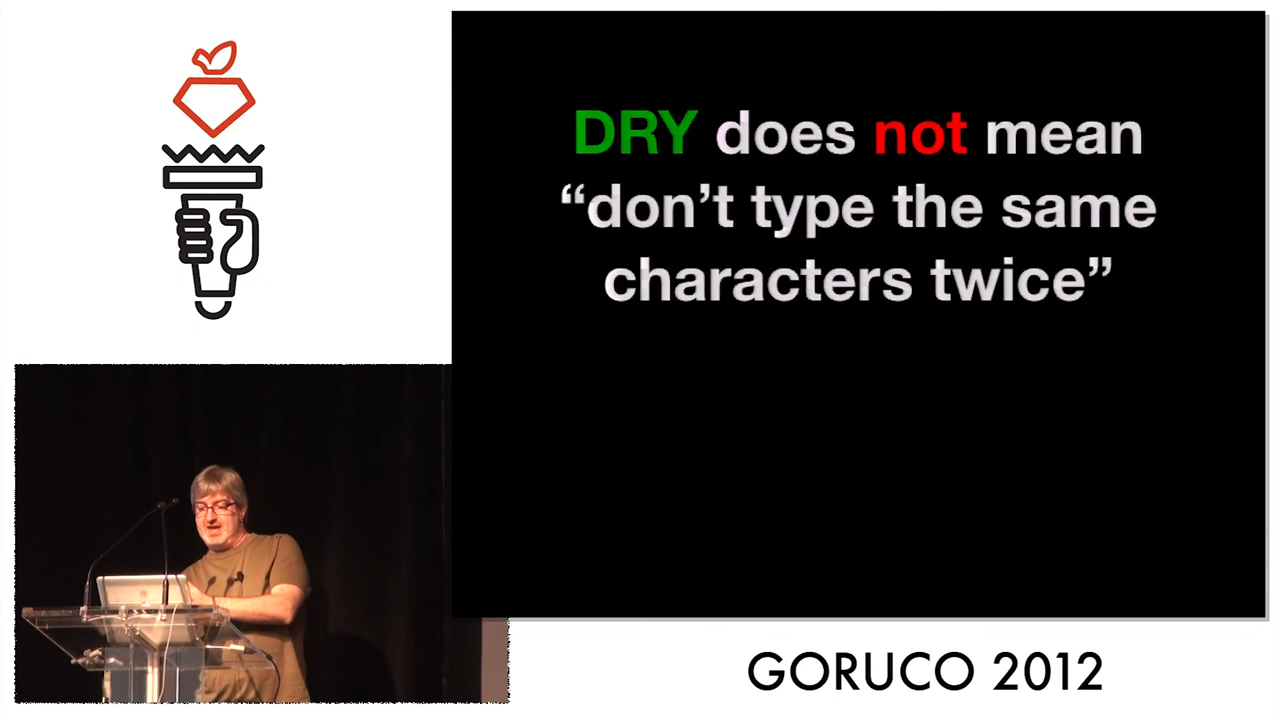 DRY does not mean
“don’t type the same
characters twice”
GORUCO 2012